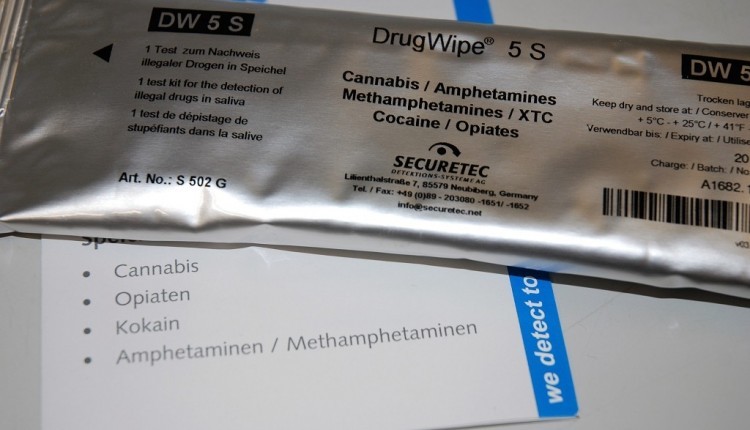 DW 5 S
1 Test zum Nachweis
illegaler Drogen in Speichel
1 test kit for the detection of
illegal drugs in saliva
1 test de dépistage de
stupéfiants dans la salive
Art. No.: S 502 G
DrugWipe® 5 S
Cannabis / Amphetamines
Methamphetamines / XTC
Cocaine / Opiates
SECURETEC
DETEKTIONS-SYSTEME AG
Lilienthalstraße 7, 85579 Neubiberg, Germany
Tel. / Fax: +49 (0)89 - 203080 -1651/ -1652
info@securetec.net
DW 5
Trocken lag
Keep dry and store at: / Conserver
+ 5°C - + 25°C / + 41°F
Verwendbar bis: / Expiry at: / Utilise
20
Charge: / Batch: / No
A1682.
v03
• Cannabis
• Opiaten
• Kokain
• Amphetaminen / Methamphetaminen
we detect to